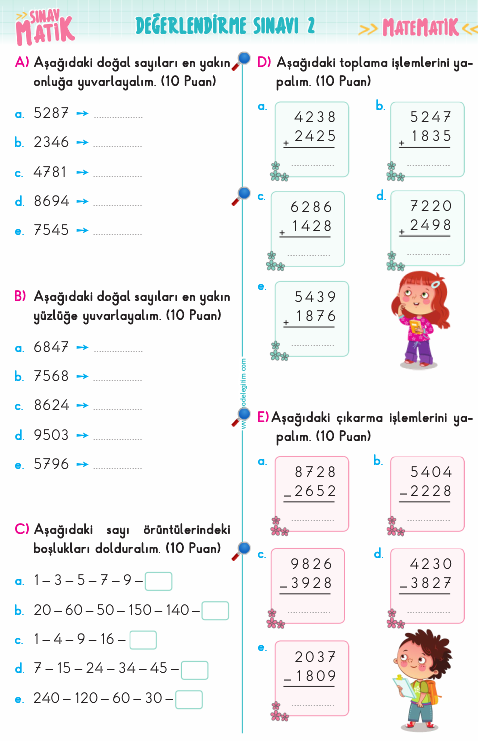 SINAV
MATİK
DEĞERLENDİRME SINAVI 2
MATEMATİK
A) Aşağıdaki doğal sayıları en yakın
onluğa yuvarlayalım. (10 Puan)
a. 5287 ➙ ................
b. 2346 ➙ ................
c. 4781 ➙ ................
d. 8694 ➙ ................
e. 7545 ➙ ................
B) Aşağıdaki doğal sayıları en yakın
yüzlüğe yuvarlayalım. (10 Puan)
a. 6847 ➙ ................
b. 7568 ➙ ................
c. 8624 ➙ ................
d. 9503 ➙ ................
e. 5796 ➙ ................
C) Aşağıdaki sayı örüntülerindeki
boşlukları dolduralım. (10 Puan)
a. 1 – 3 – 5 – 7 – 9 –
b. 20 – 60 – 50 – 150 – 140 –
c. 1 – 4 – 9 – 16 –
d. 7 – 15 – 24 – 34 – 45 –
e. 240 – 120 – 60 – 30 –
D) Aşağıdaki toplama işlemlerini ya-
palım. (10 Puan)
a.
4238
+ 2425
................
b.
5247
+ 1835
................
c.
6286
+ 1428
................
d.
7220
+ 2498
................
e.
5439
+ 1876
................
E) Aşağıdaki çıkarma işlemlerini ya-
palım. (10 Puan)
a.
8728
– 2652
................
b.
5404
– 2228
................
c.
9826
– 3928
................
d.
4230
– 3827
................
e.
2037
– 1809
................